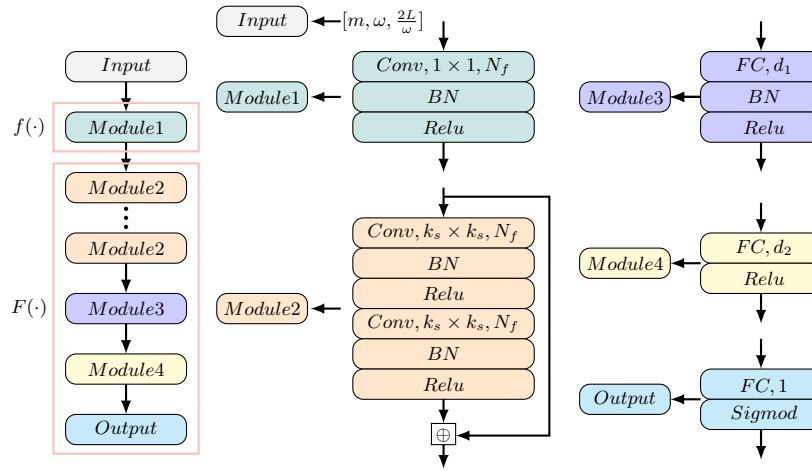 Input
f(·)
Module1
Module2
⋮
Module2
F(·)
Module3
Module4
Output
Input
[m, ω, 2L/ω]
Module1
Conv, 1 × 1, N_f
BN
Relu
Module2
Conv, k_s × k_s, N_f
BN
Relu
Conv, k_s × k_s, N_f
BN
Relu
⊕
Module3
FC, d_1
BN
Relu
Module4
FC, d_2
Relu
Output
FC, 1
Sigmod